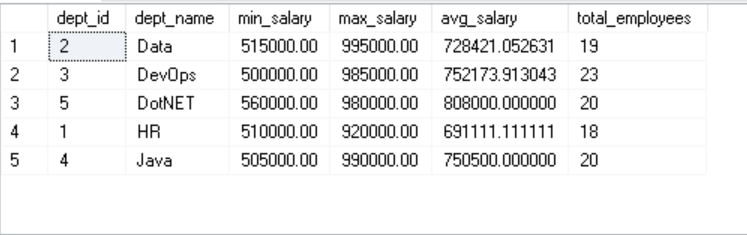 dept_id dept_name min_salary max_salary avg_salary total_employees
1 2 Data 515000.00 995000.00 728421.052631 19
2 3 DevOps 500000.00 985000.00 752173.913043 23
3 5 DotNET 560000.00 980000.00 808000.000000 20
4 1 HR 510000.00 920000.00 691111.111111 18
5 4 Java 505000.00 990000.00 750500.000000 20